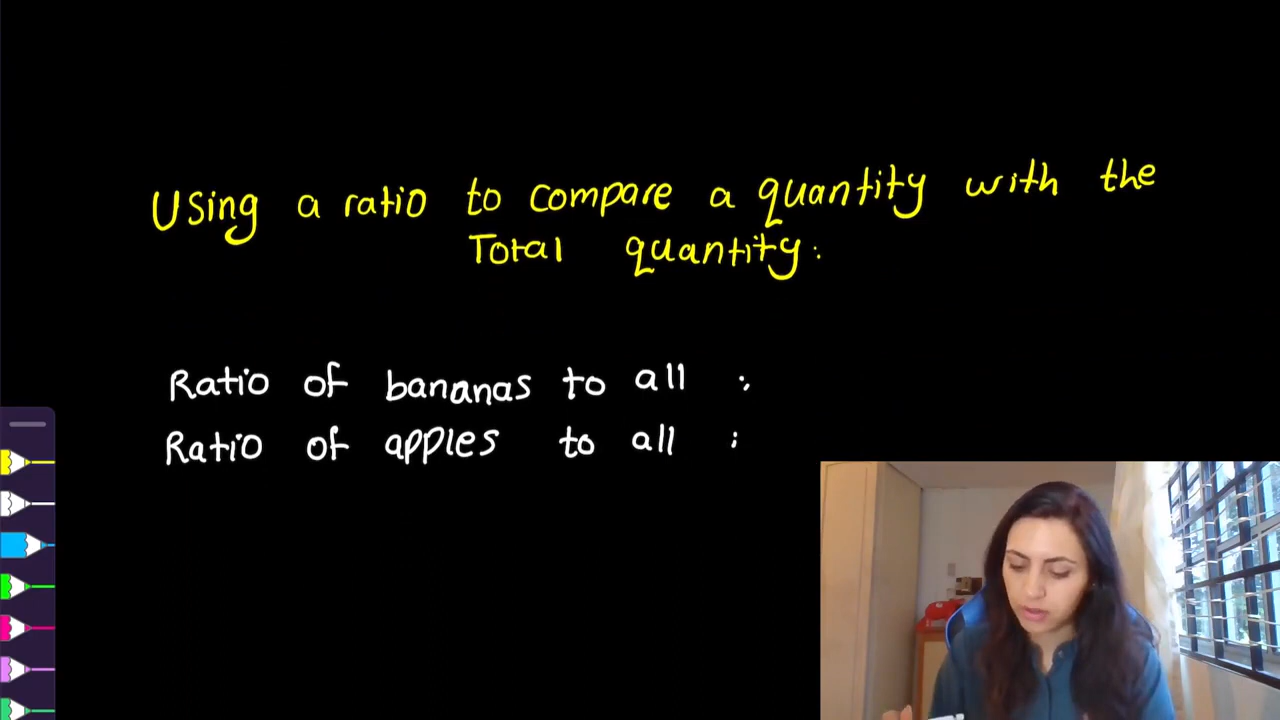 Using a ratio to compare a quantity with the
Total quantity:
Ratio of bananas to all :
Ratio of apples to all :